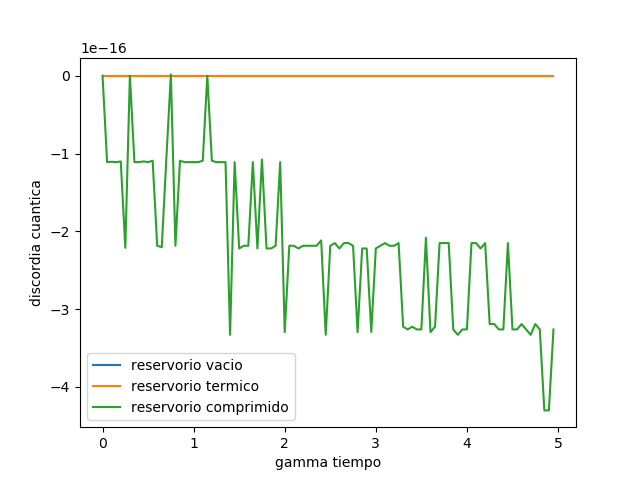 1e−16
0
−1
−2
−3
−4
discordia cuantica
reservorio vacio
reservorio termico
reservorio comprimido
0 1 2 3 4 5
gamma tiempo